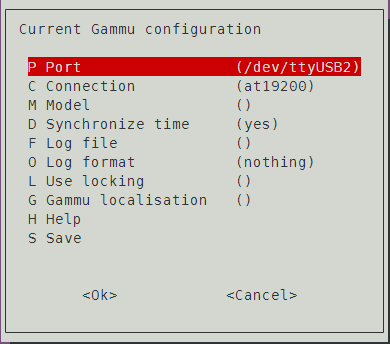 Current Gammu configuration
P Port (/dev/ttyUSB2)
C Connection (at19200)
M Model ()
D Synchronize time (yes)
F Log file ()
O Log format (nothing)
L Use locking ()
G Gammu localisation ()
H Help
S Save
<Ok> <Cancel>